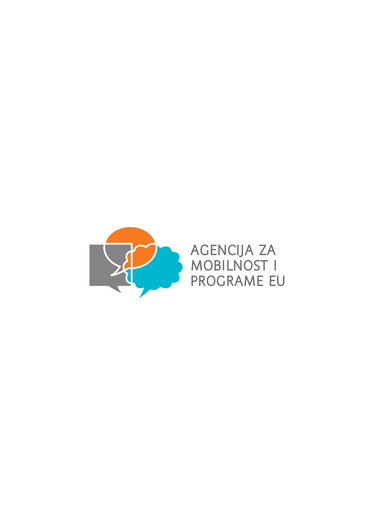 AGENCIJA ZA
MOBILNOST I
PROGRAME EU